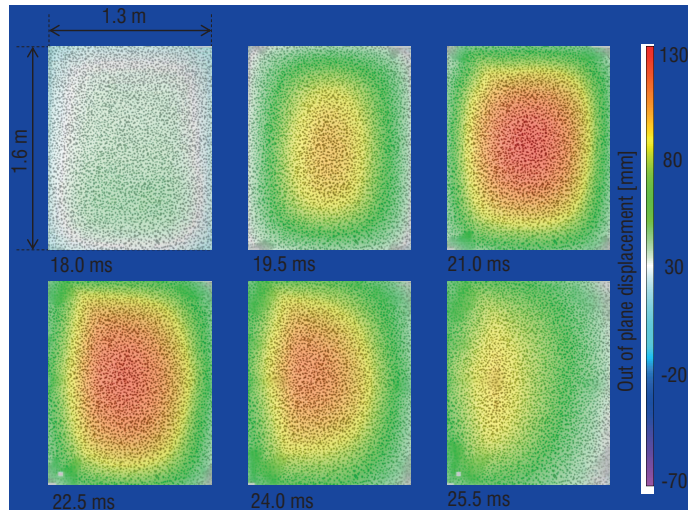 1.3 m
1.6 m
18.0 ms
19.5 ms
21.0 ms
22.5 ms
24.0 ms
25.5 ms
Out of plane displacement [mm]
130
80
30
-20
-70